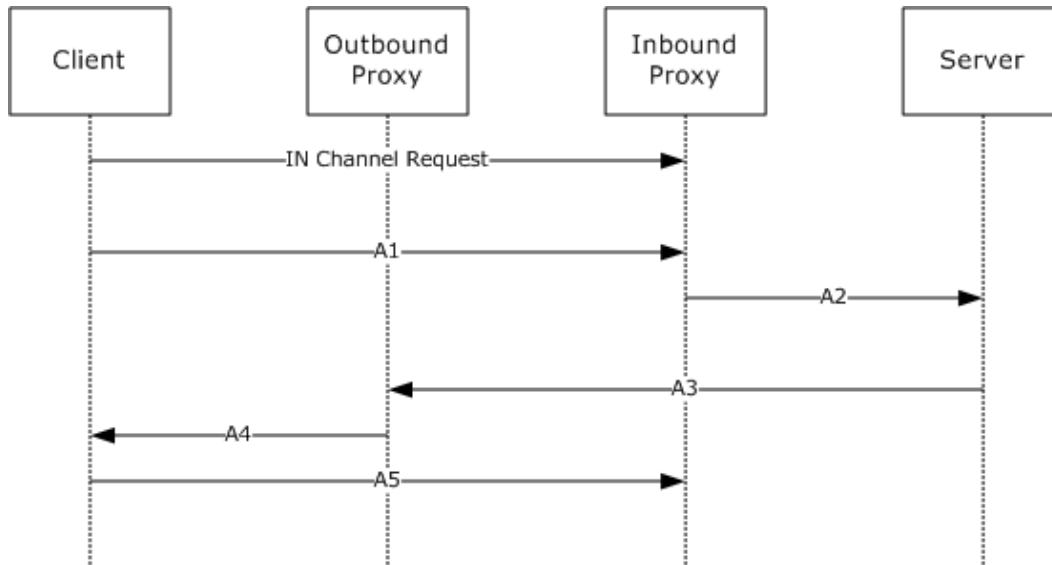 Client
Outbound
Proxy
Inbound
Proxy
Server
IN Channel Request
A1
A2
A3
A4
A5